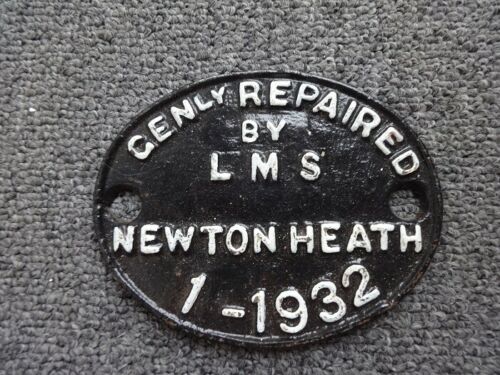 GENLY REPAIRED
BY
LMS
NEWTON HEATH
1-1932